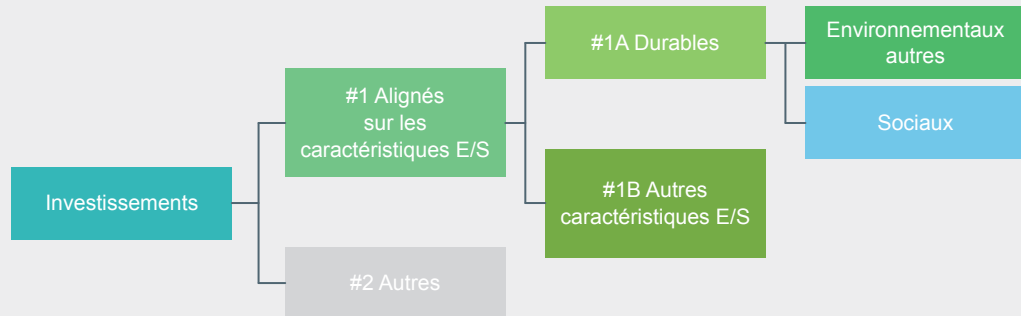 Investissements
#1 Alignés
sur les
caractéristiques E/S
#2 Autres
#1A Durables
#1B Autres
caractéristiques E/S
Environnementaux
autres
Sociaux